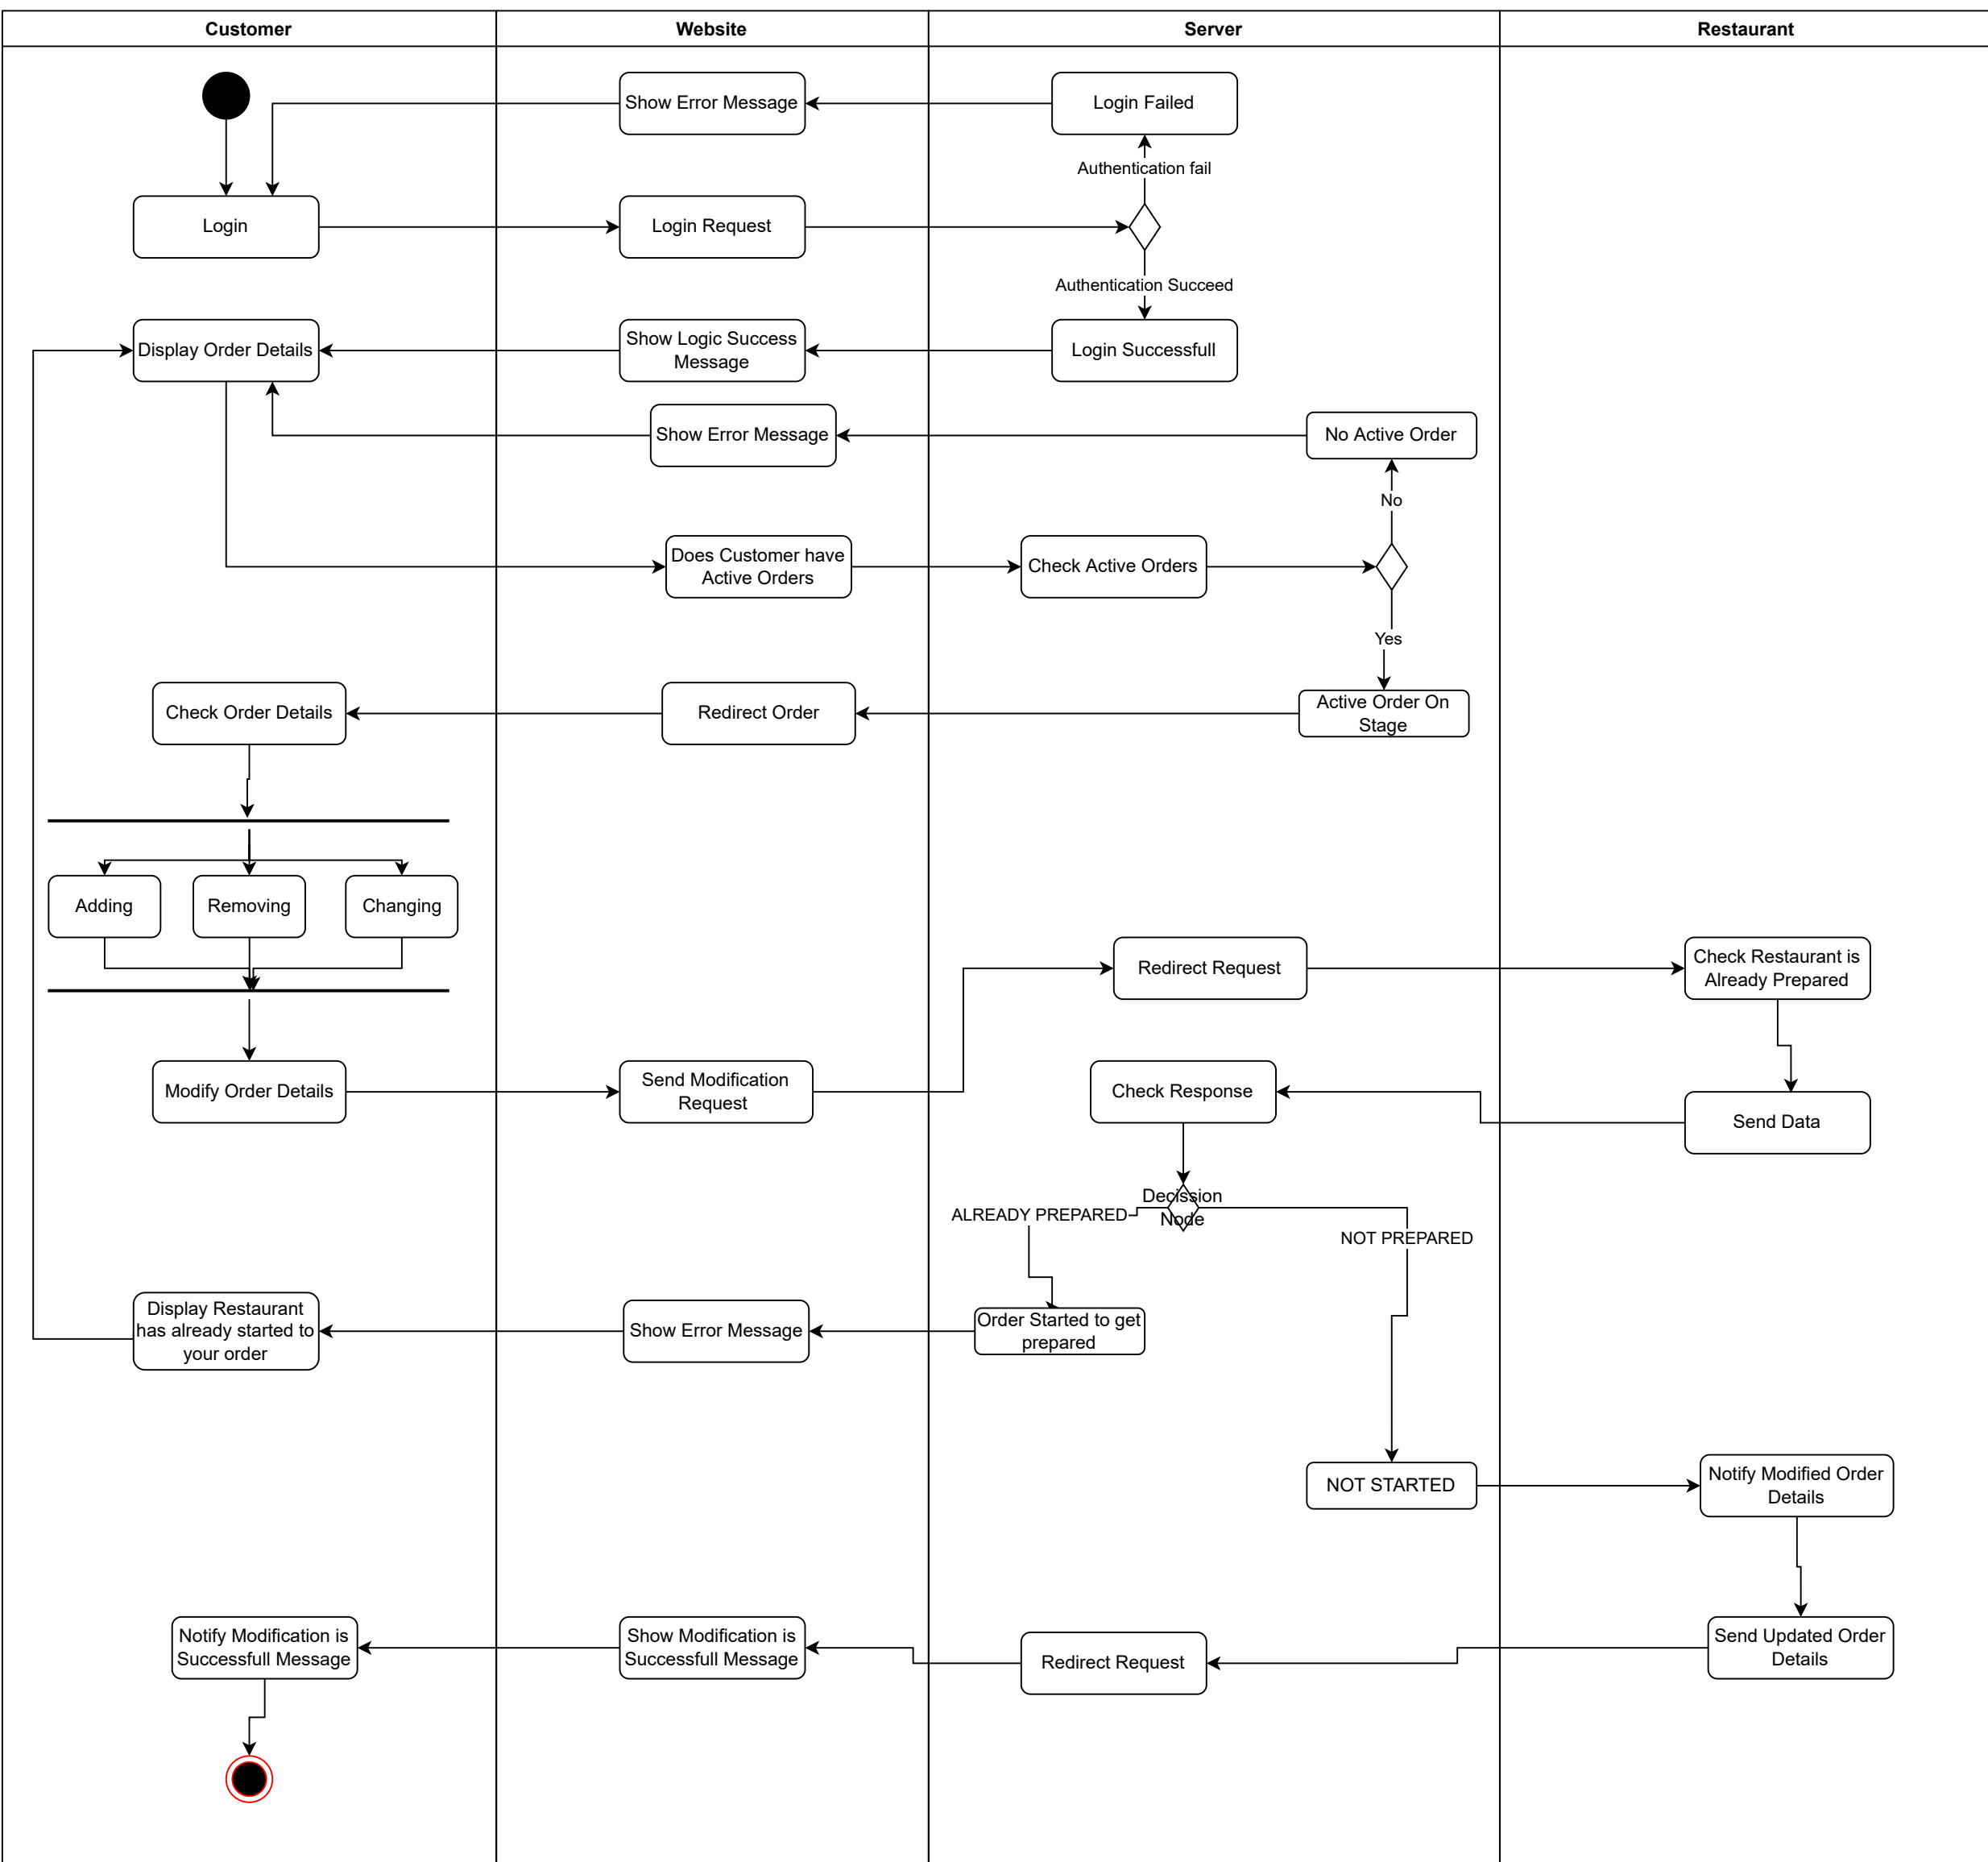 Customer
Website
Server
Restaurant
Show Error Message
Login Failed
Authentication fail
Login
Login Request
Authentication Succeed
Display Order Details
Show Logic Success
Message
Login Successfull
Show Error Message
No Active Order
No
Does Customer have
Active Orders
Check Active Orders
Yes
Check Order Details
Redirect Order
Active Order On
Stage
Adding
Removing
Changing
Redirect Request
Check Restaurant is
Already Prepared
Modify Order Details
Send Modification
Request
Check Response
Send Data
Decission
Node
ALREADY PREPARED
NOT PREPARED
Display Restaurant
has already started to
your order
Show Error Message
Order Started to get
prepared
NOT STARTED
Notify Modified Order
Details
Notify Modification is
Successfull Message
Show Modification is
Successfull Message
Redirect Request
Send Updated Order
Details